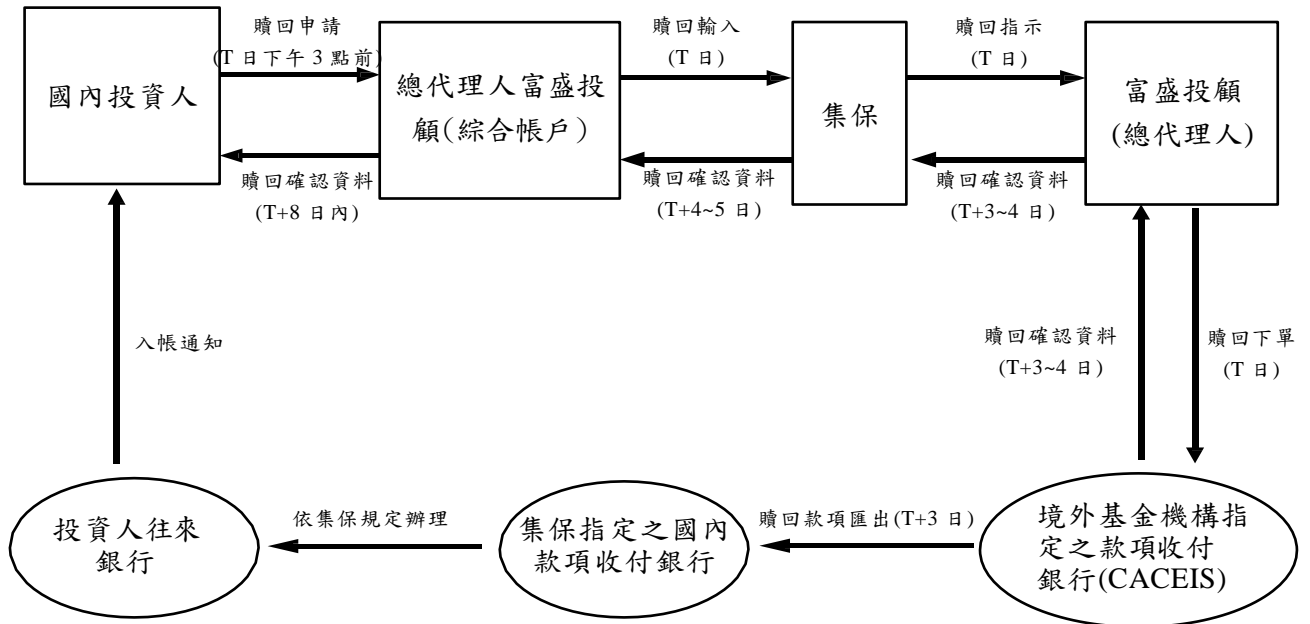 贖回申請
(T 日下午 3 點前)
贖回輸入
(T 日)
贖回指示
(T 日)
國內投資人
總代理人富盛投
顧(綜合帳戶)
集保
富盛投顧
(總代理人)
贖回確認資料
(T+8 日內)
贖回確認資料
(T+4~5 日)
贖回確認資料
(T+3~4 日)
入帳通知
贖回確認資料
(T+3~4 日)
贖回下單
(T 日)
投資人往來
銀行
依集保規定辦理
集保指定之國內
款項收付銀行
贖回款項匯出(T+3 日)
境外基金機構指
定之款項收付
銀行(CACEIS)